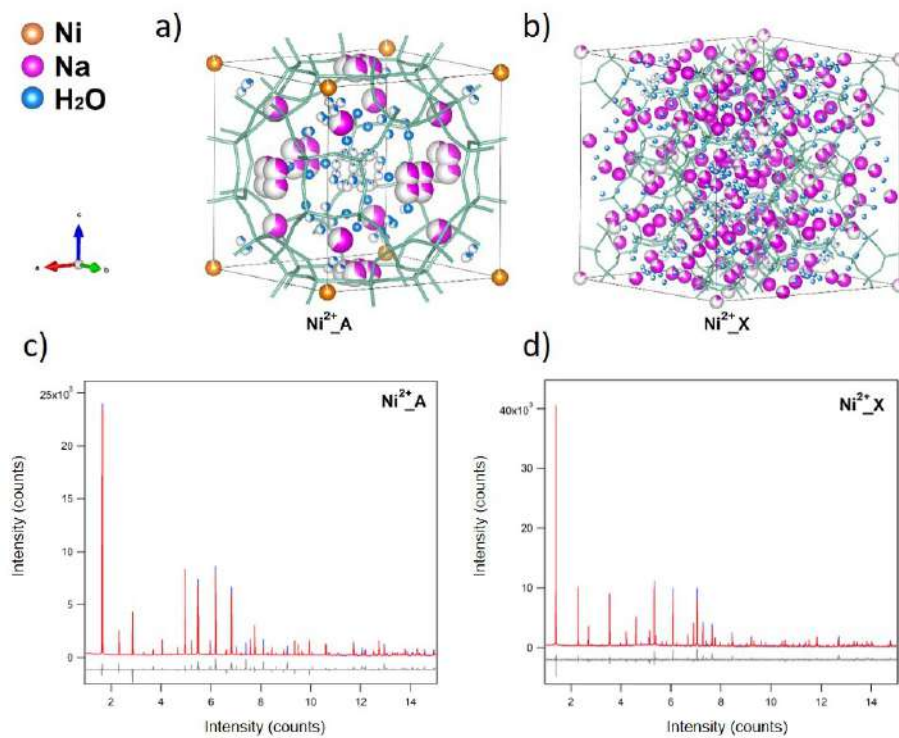 a)
b)
Ni
Na
H₂O
c
a
b
Ni²⁺_A
Ni²⁺_X
c)
d)
25x10³
20
15
10
5
0
Ni²⁺_A
Intensity (counts)
2 4 6 8 10 12 14
Intensity (counts)
40x10³
30
20
10
0
Ni²⁺_X
Intensity (counts)
2 4 6 8 10 12 14
Intensity (counts)